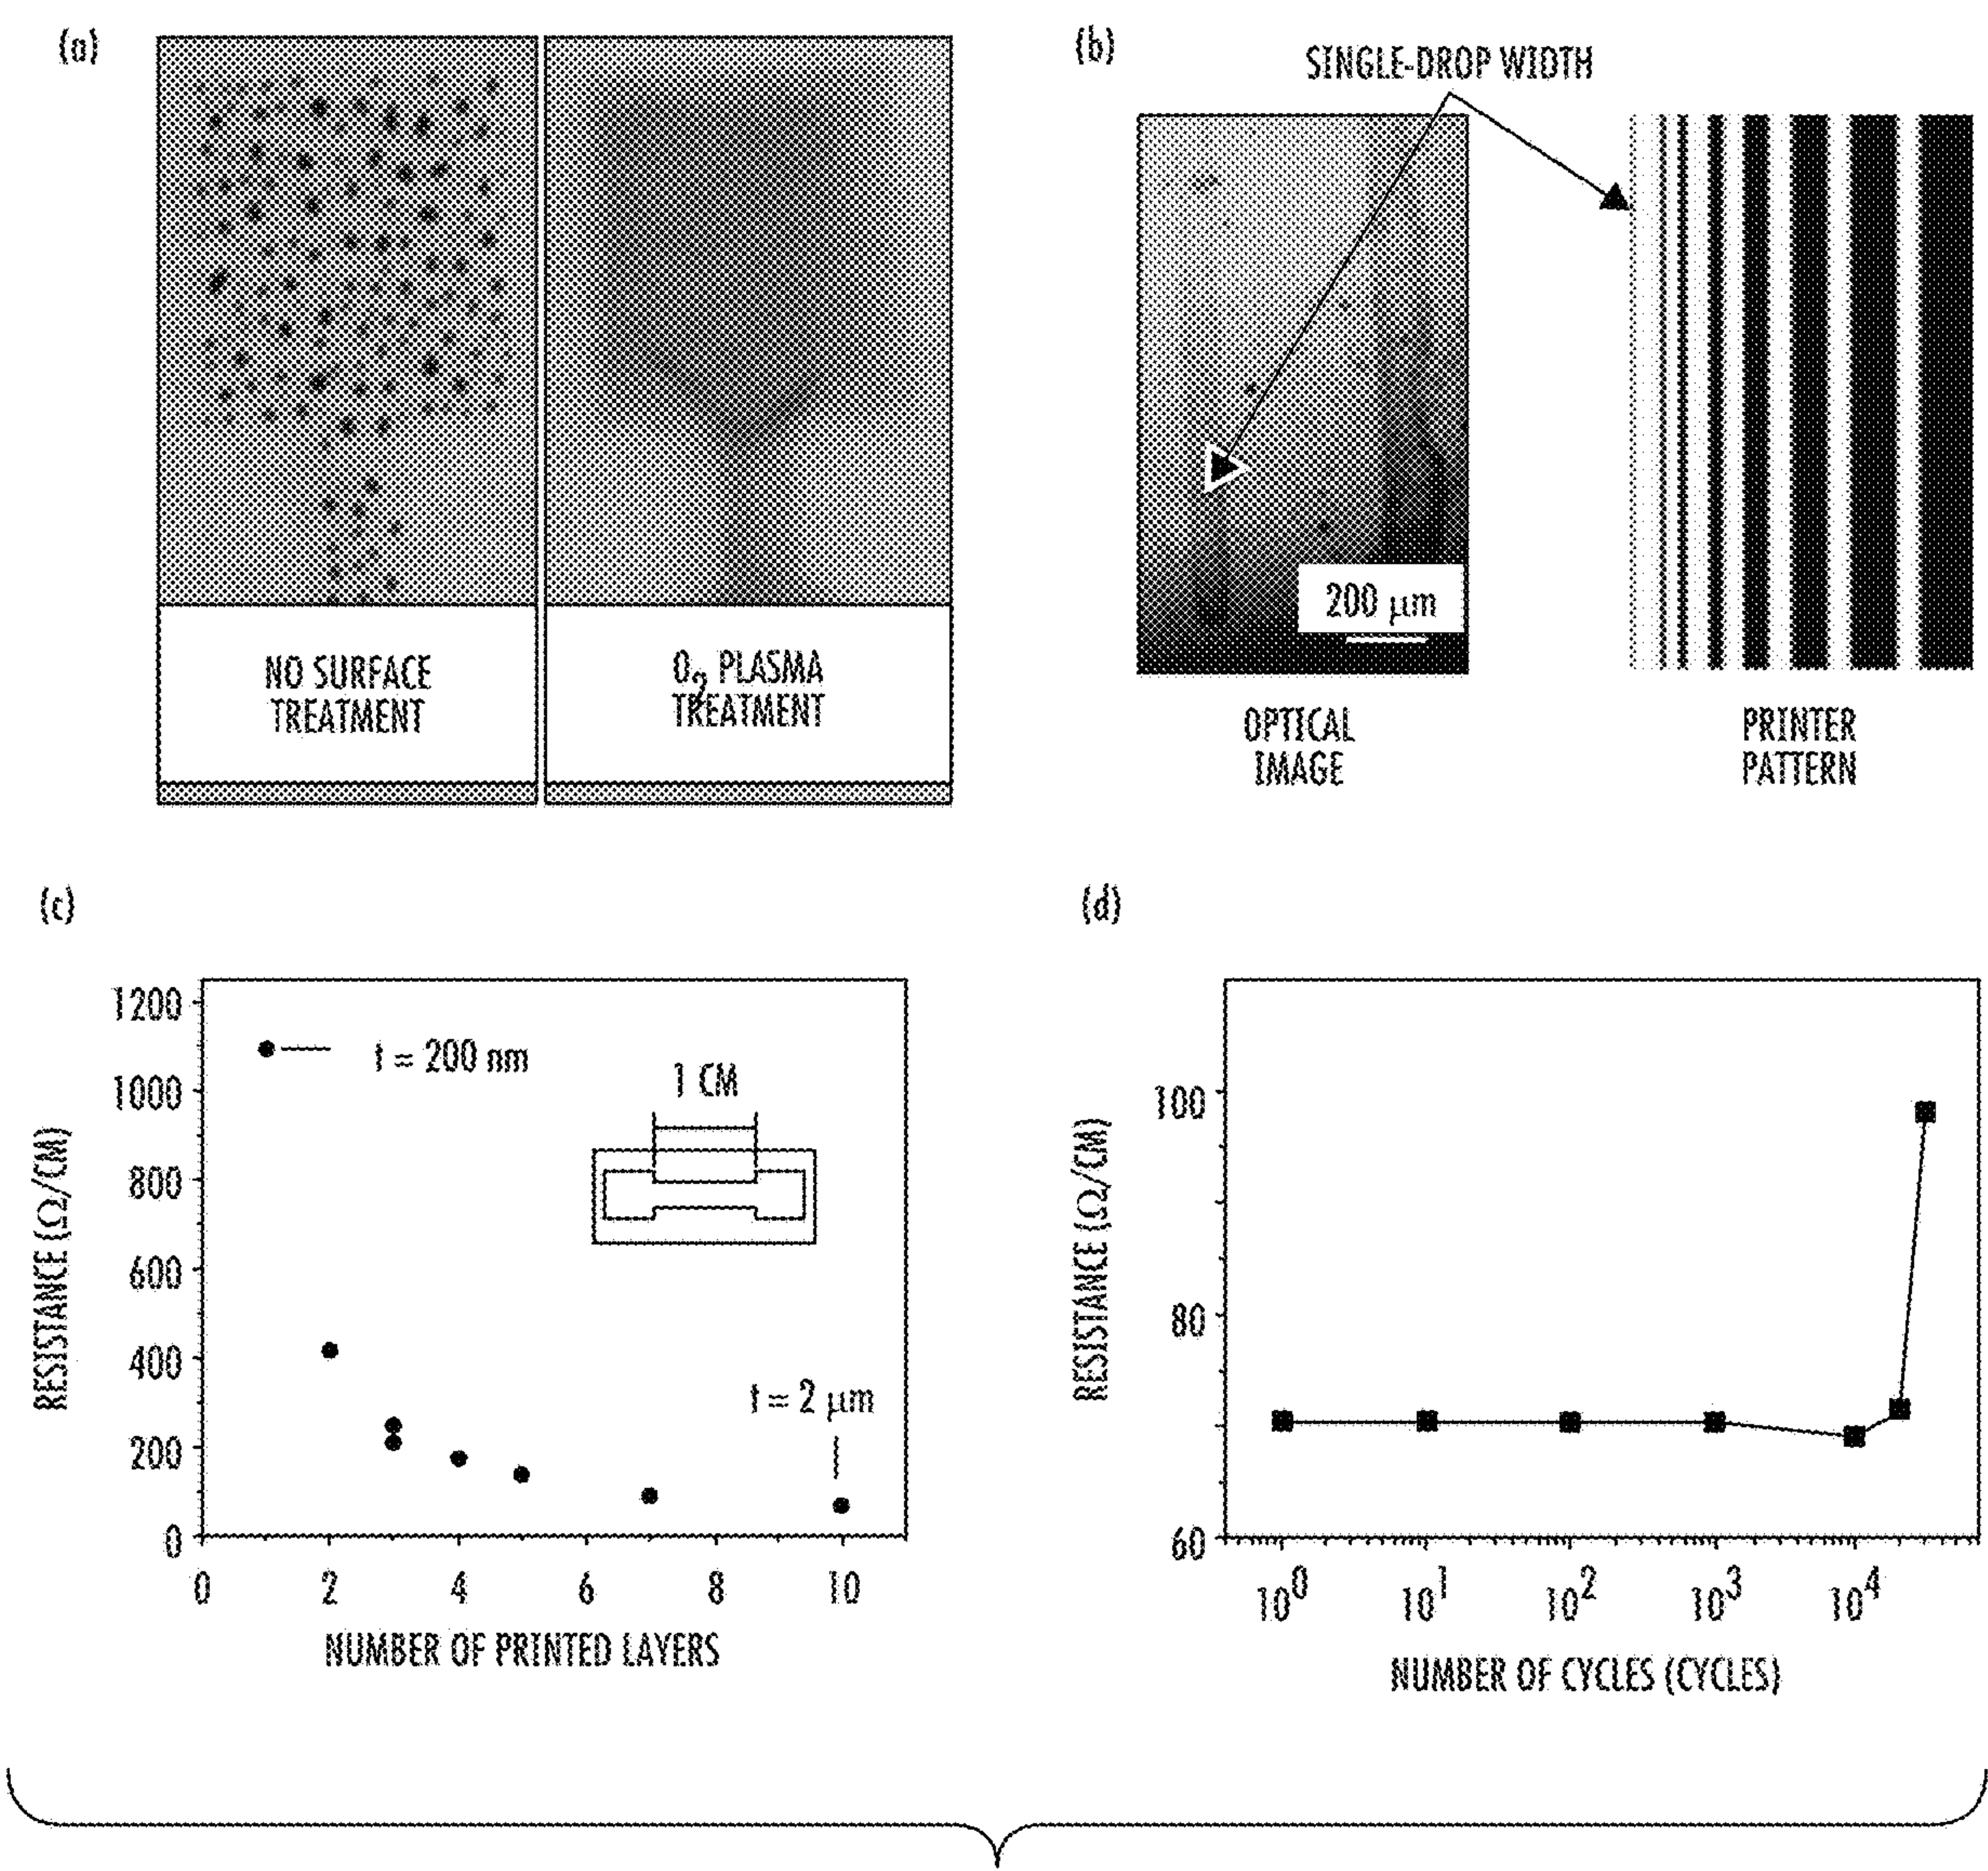 (a)
NO SURFACE
TREATMENT
O2 PLASMA
TREATMENT
(b)
SINGLE-DROP WIDTH
200 μm
OPTICAL
IMAGE
PRINTER
PATTERN
(c)
RESISTANCE (Ω/CM)
1200
1000
800
600
400
200
0
t = 200 nm
1 CM
t = 2 μm
0 2 4 6 8 10
NUMBER OF PRINTED LAYERS
(d)
RESISTANCE (Ω/CM)
100
80
60
10^0 10^1 10^2 10^3 10^4
NUMBER OF CYCLES (CYCLES)